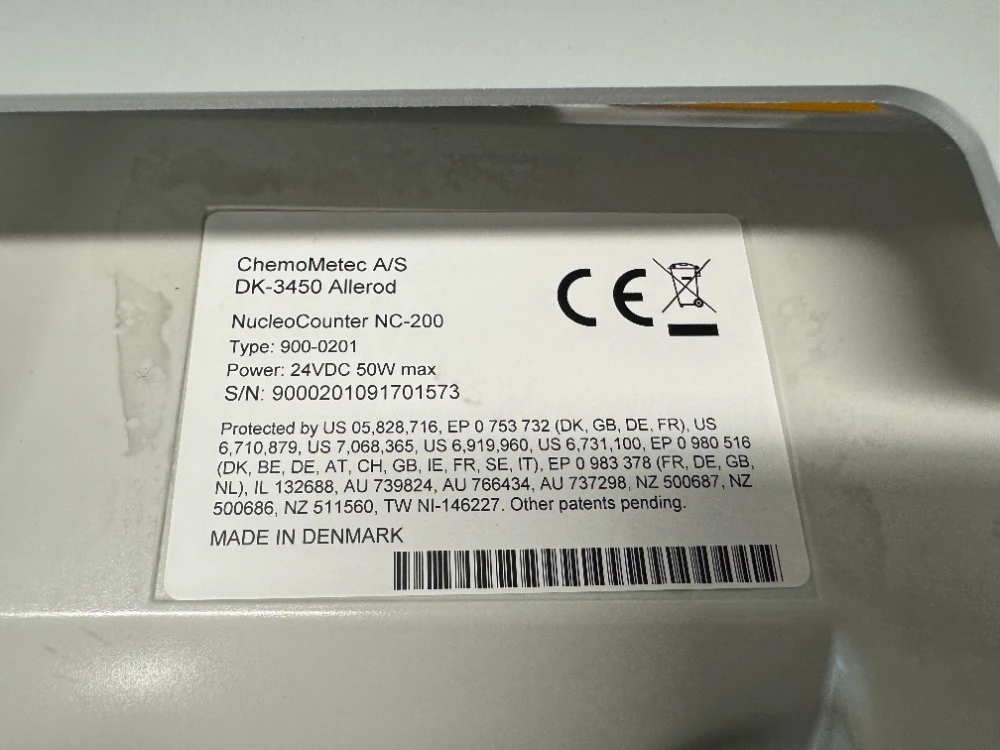 ChemoMetec A/S
DK-3450 Allerod
CE
NucleoCounter NC-200
Type: 900-0201
Power: 24VDC 50W max
S/N: 9000201091701573
Protected by US 05,828,716, EP 0 753 732 (DK, GB, DE, FR), US
6,710,879, US 7,068,365, US 6,919,960, US 6,731,100, EP 0 980 516
(DK, BE, DE, AT, CH, GB, IE, FR, SE, IT), EP 0 983 378 (FR, DE, GB,
NL), IL 132688, AU 739824, AU 766434, AU 737298, NZ 500687, NZ
500686, NZ 511560, TW NI-146227. Other patents pending.
MADE IN DENMARK